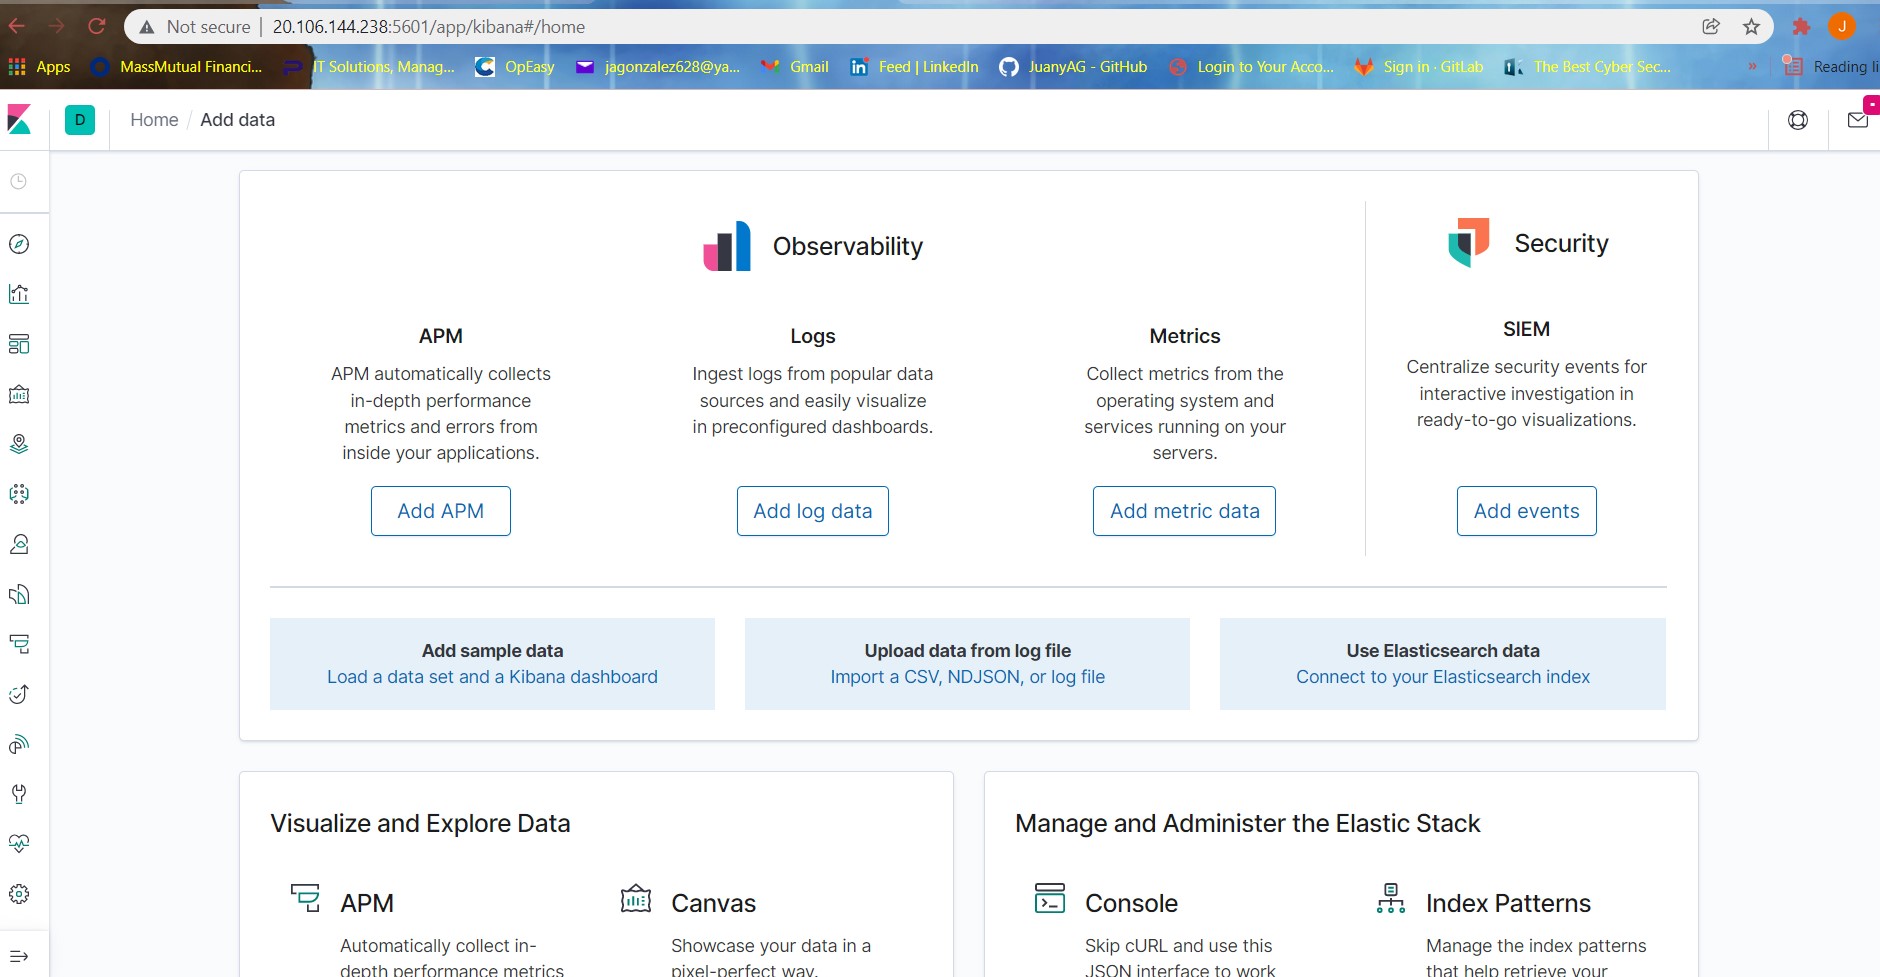 Not secure | 20.106.144.238:5601/app/kibana#/home
J
Apps MassMutual Financi... IT Solutions, Manag... OpEasy jagonzalez628@ya... Gmail Feed | LinkedIn JuanyAG - GitHub Login to Your Acco... Sign in · GitLab The Best Cyber Sec... » Reading li
D Home / Add data
Observability
APM
APM automatically collects
in-depth performance
metrics and errors from
inside your applications.
Add APM
Logs
Ingest logs from popular data
sources and easily visualize
in preconfigured dashboards.
Add log data
Metrics
Collect metrics from the
operating system and
services running on your
servers.
Add metric data
Security
SIEM
Centralize security events for
interactive investigation in
ready-to-go visualizations.
Add events
Add sample data
Load a data set and a Kibana dashboard
Upload data from log file
Import a CSV, NDJSON, or log file
Use Elasticsearch data
Connect to your Elasticsearch index
Visualize and Explore Data
APM
Automatically collect in-
depth performance metrics
Canvas
Showcase your data in a
pixel-perfect way.
Manage and Administer the Elastic Stack
Console
Skip cURL and use this
JSON interface to work
Index Patterns
Manage the index patterns
that help retrieve your